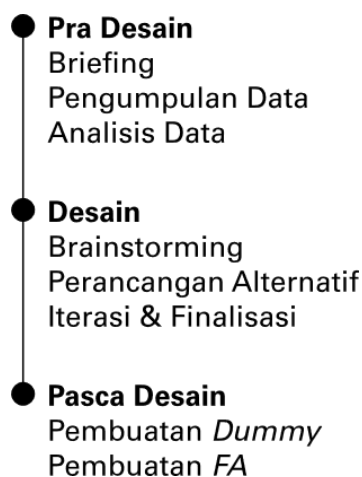 Pra Desain
Briefing
Pengumpulan Data
Analisis Data
Desain
Brainstorming
Perancangan Alternatif
Iterasi & Finalisasi
Pasca Desain
Pembuatan Dummy
Pembuatan FA